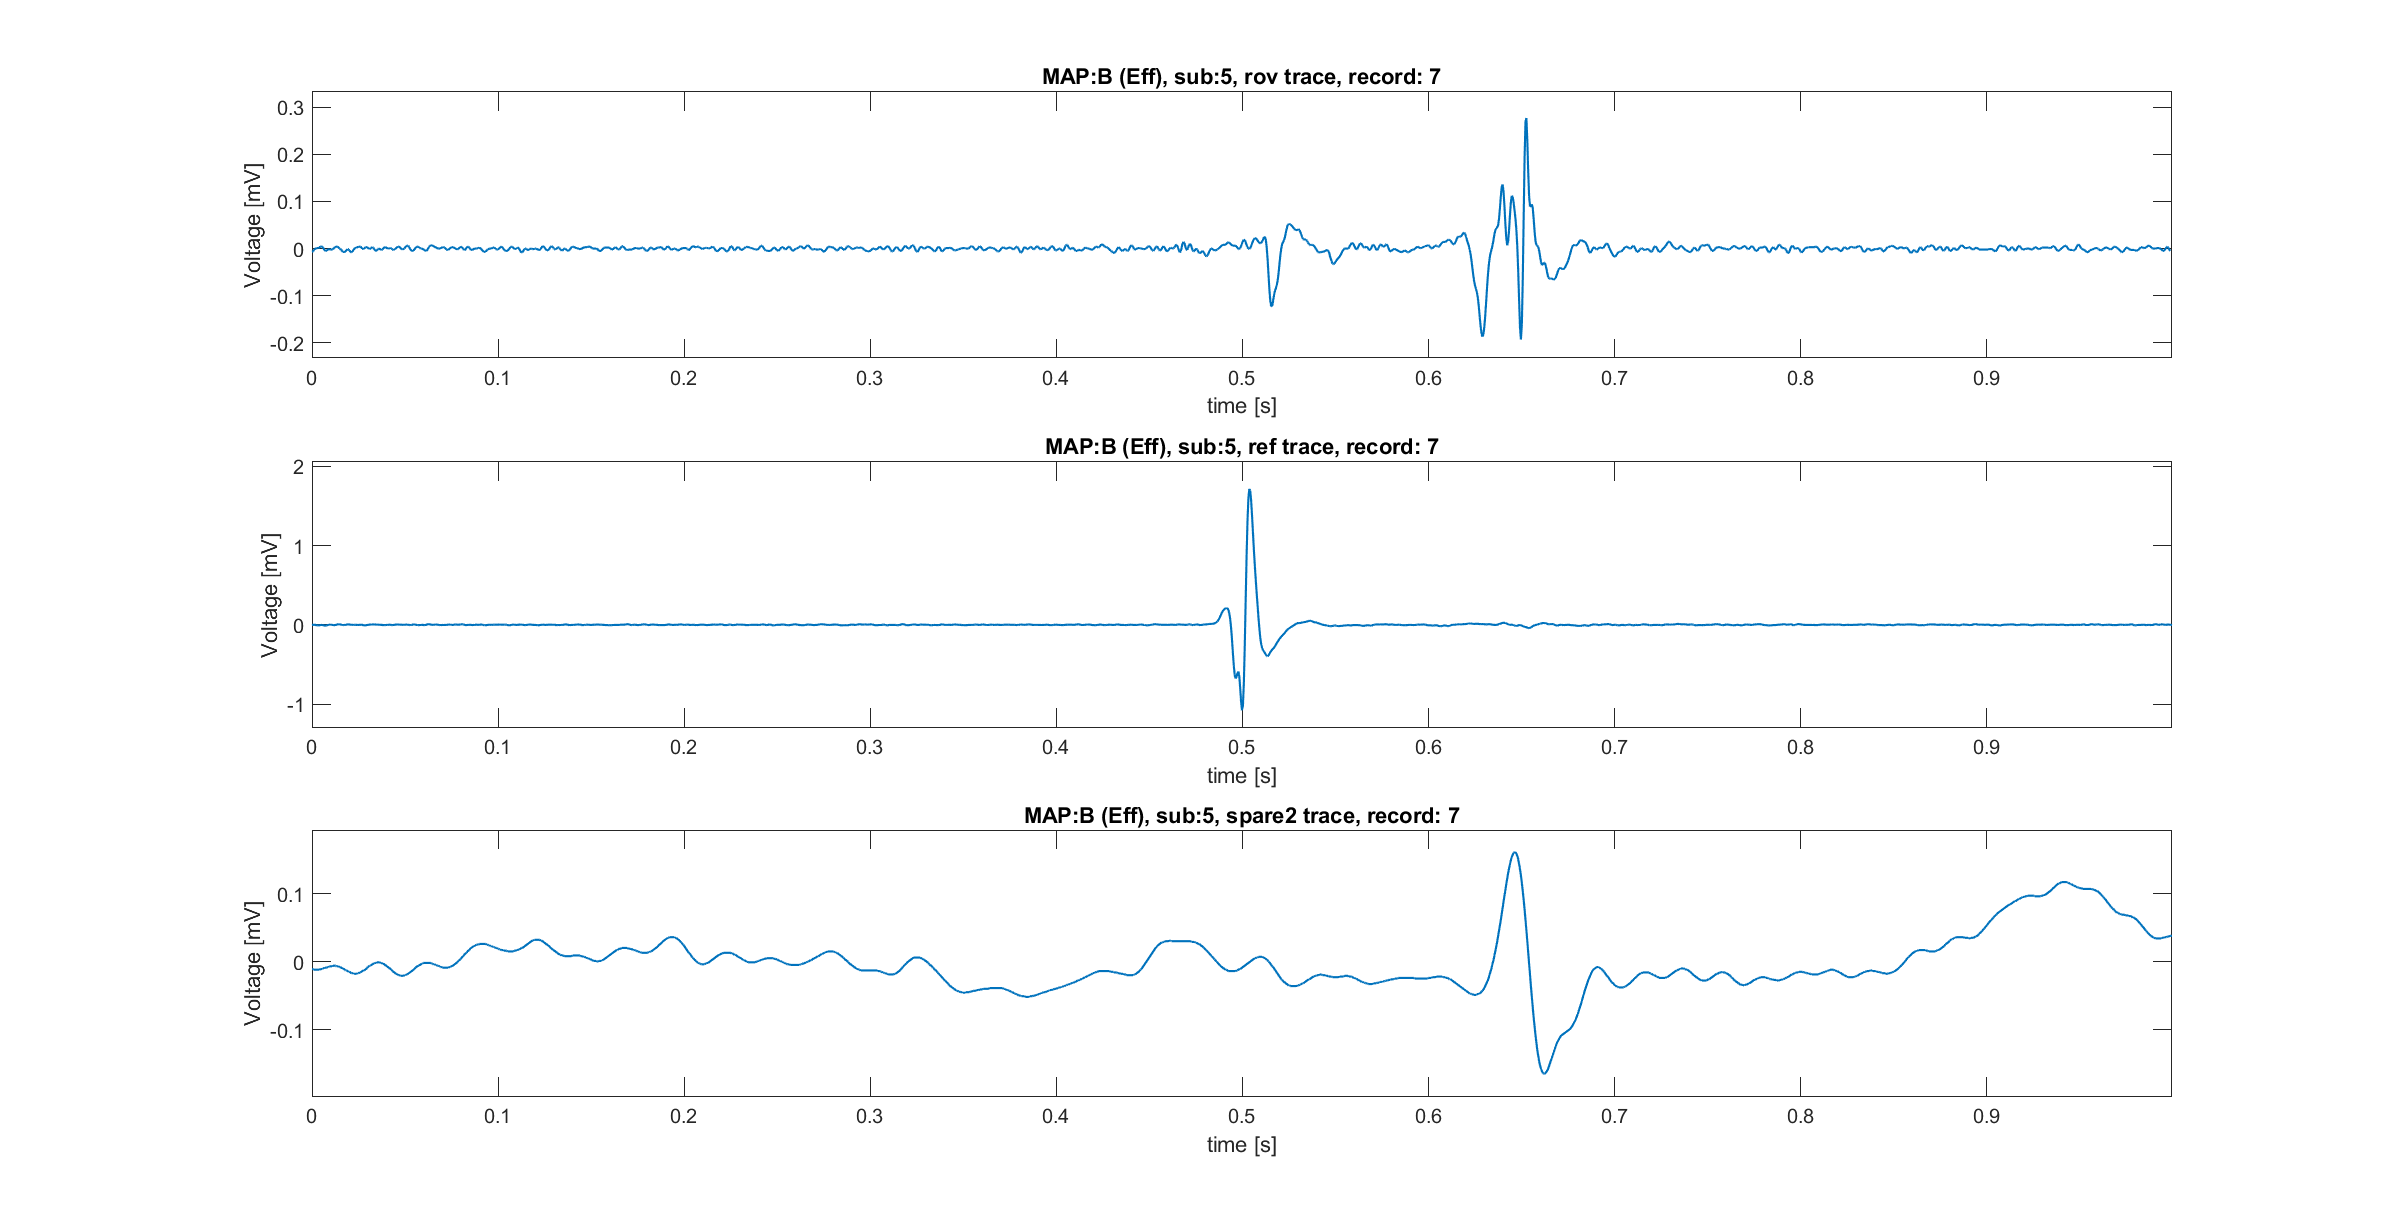 MAP:B (Eff), sub:5, rov trace, record: 7
Voltage [mV]
0.3
0.2
0.1
0
-0.1
-0.2
0 0.1 0.2 0.3 0.4 0.5 0.6 0.7 0.8 0.9
time [s]
MAP:B (Eff), sub:5, ref trace, record: 7
Voltage [mV]
2
1
0
-1
0 0.1 0.2 0.3 0.4 0.5 0.6 0.7 0.8 0.9
time [s]
MAP:B (Eff), sub:5, spare2 trace, record: 7
Voltage [mV]
0.1
0
-0.1
0 0.1 0.2 0.3 0.4 0.5 0.6 0.7 0.8 0.9
time [s]